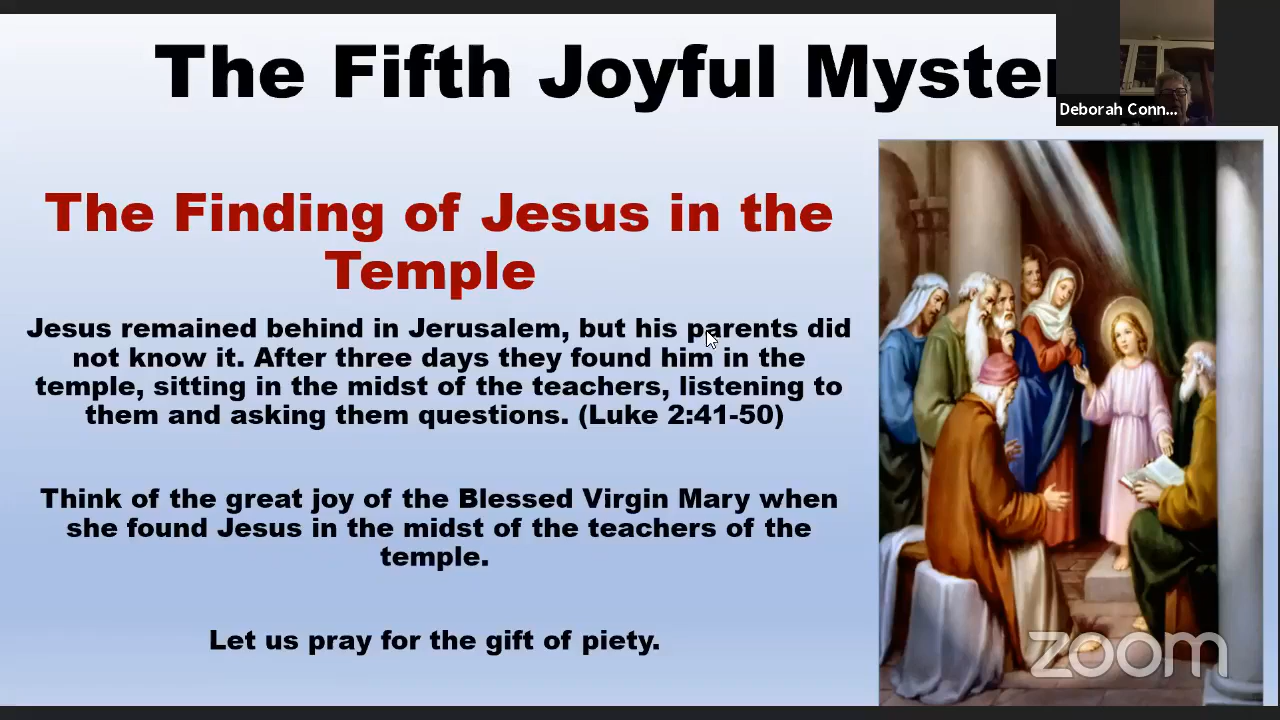 The Fifth Joyful Myster
Deborah Conn...
The Finding of Jesus in the
Temple
Jesus remained behind in Jerusalem, but his parents did
not know it. After three days they found him in the
temple, sitting in the midst of the teachers, listening to
them and asking them questions. (Luke 2:41-50)
Think of the great joy of the Blessed Virgin Mary when
she found Jesus in the midst of the teachers of the
temple.
Let us pray for the gift of piety.
zoom